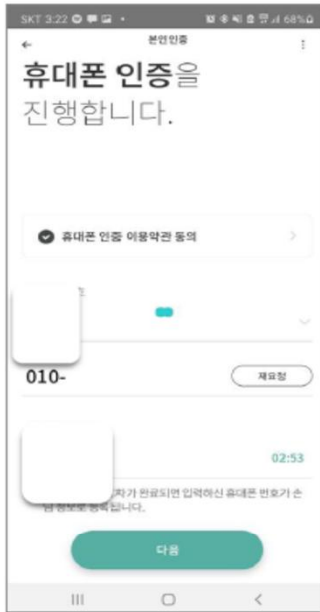 SKT 3:22
68%
본인인증
휴대폰 인증을
진행합니다.
휴대폰 인증 이용약관 동의
010-
재요청
02:53
가 완료되면 입력하신 휴대폰 번호가 손
정보로 등록됩니다.
다음